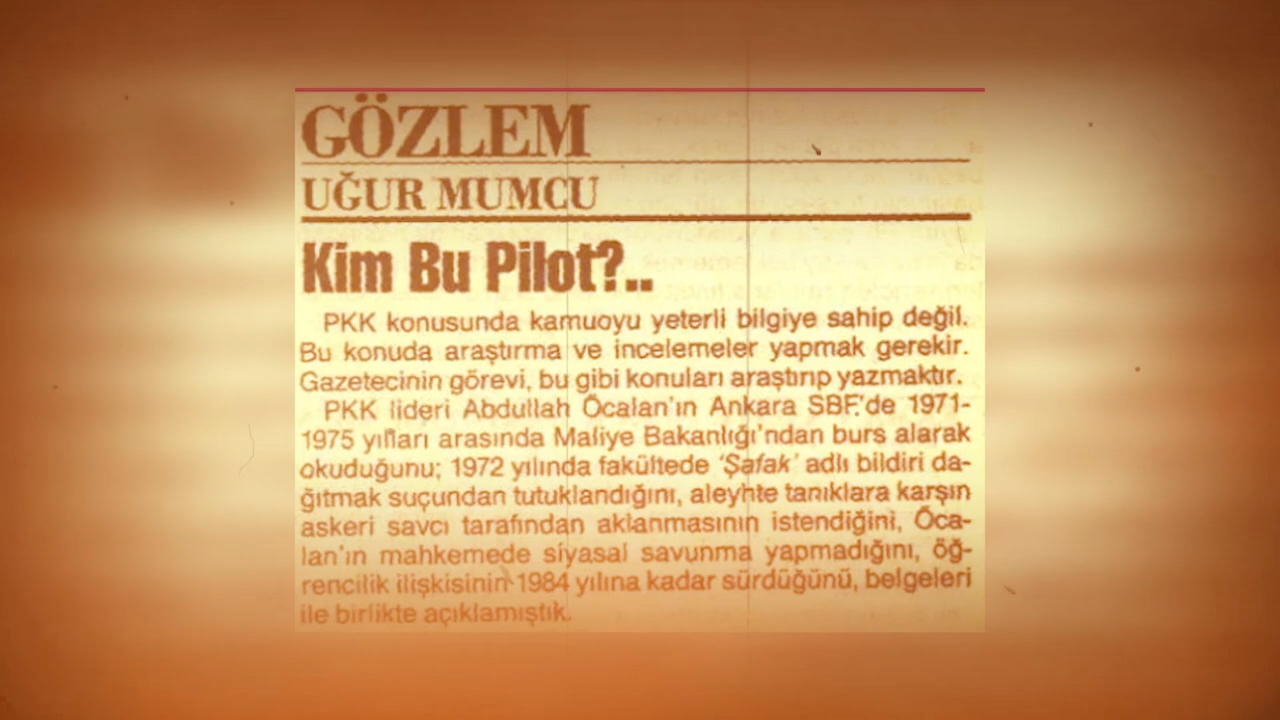 GÖZLEM
UĞUR MUMCU
Kim Bu Pilot?..
PKK konusunda kamuoyu yeterli bilgiye sahip değil.
Bu konuda araştırma ve incelemeler yapmak gerekir.
Gazetecinin görevi, bu gibi konuları araştırıp yazmaktır.
PKK lideri Abdullah Öcalan'ın Ankara SBF.'de 1971-
1975 yılları arasında Maliye Bakanlığı'ndan burs alarak
okuduğunu; 1972 yılında fakültede 'Şafak' adlı bildiri da-
ğıtmak suçundan tutuklandığını, aleyhte tanıklara karşın
askeri savcı tarafından aklanmasının istendiğini, Öca-
lan'ın mahkemede siyasal savunma yapmadığını, öğ-
rencilik ilişkisinin 1984 yılına kadar sürdüğünü, belgeleri
ile birlikte açıklamıştık.